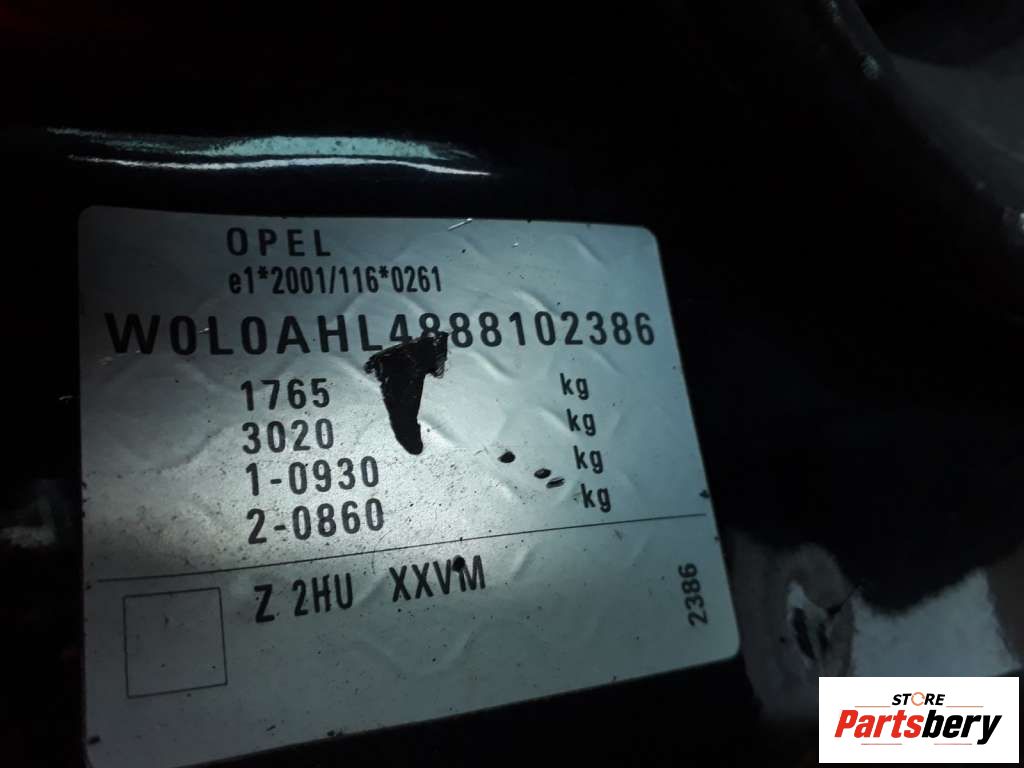 OPEL
e1*2001/116*0261
W0L0AHL4888102386
1765 kg
3020 kg
1-0930 kg
2-0860 kg
Z 2HU XXVM
2386
STORE
Partsbery